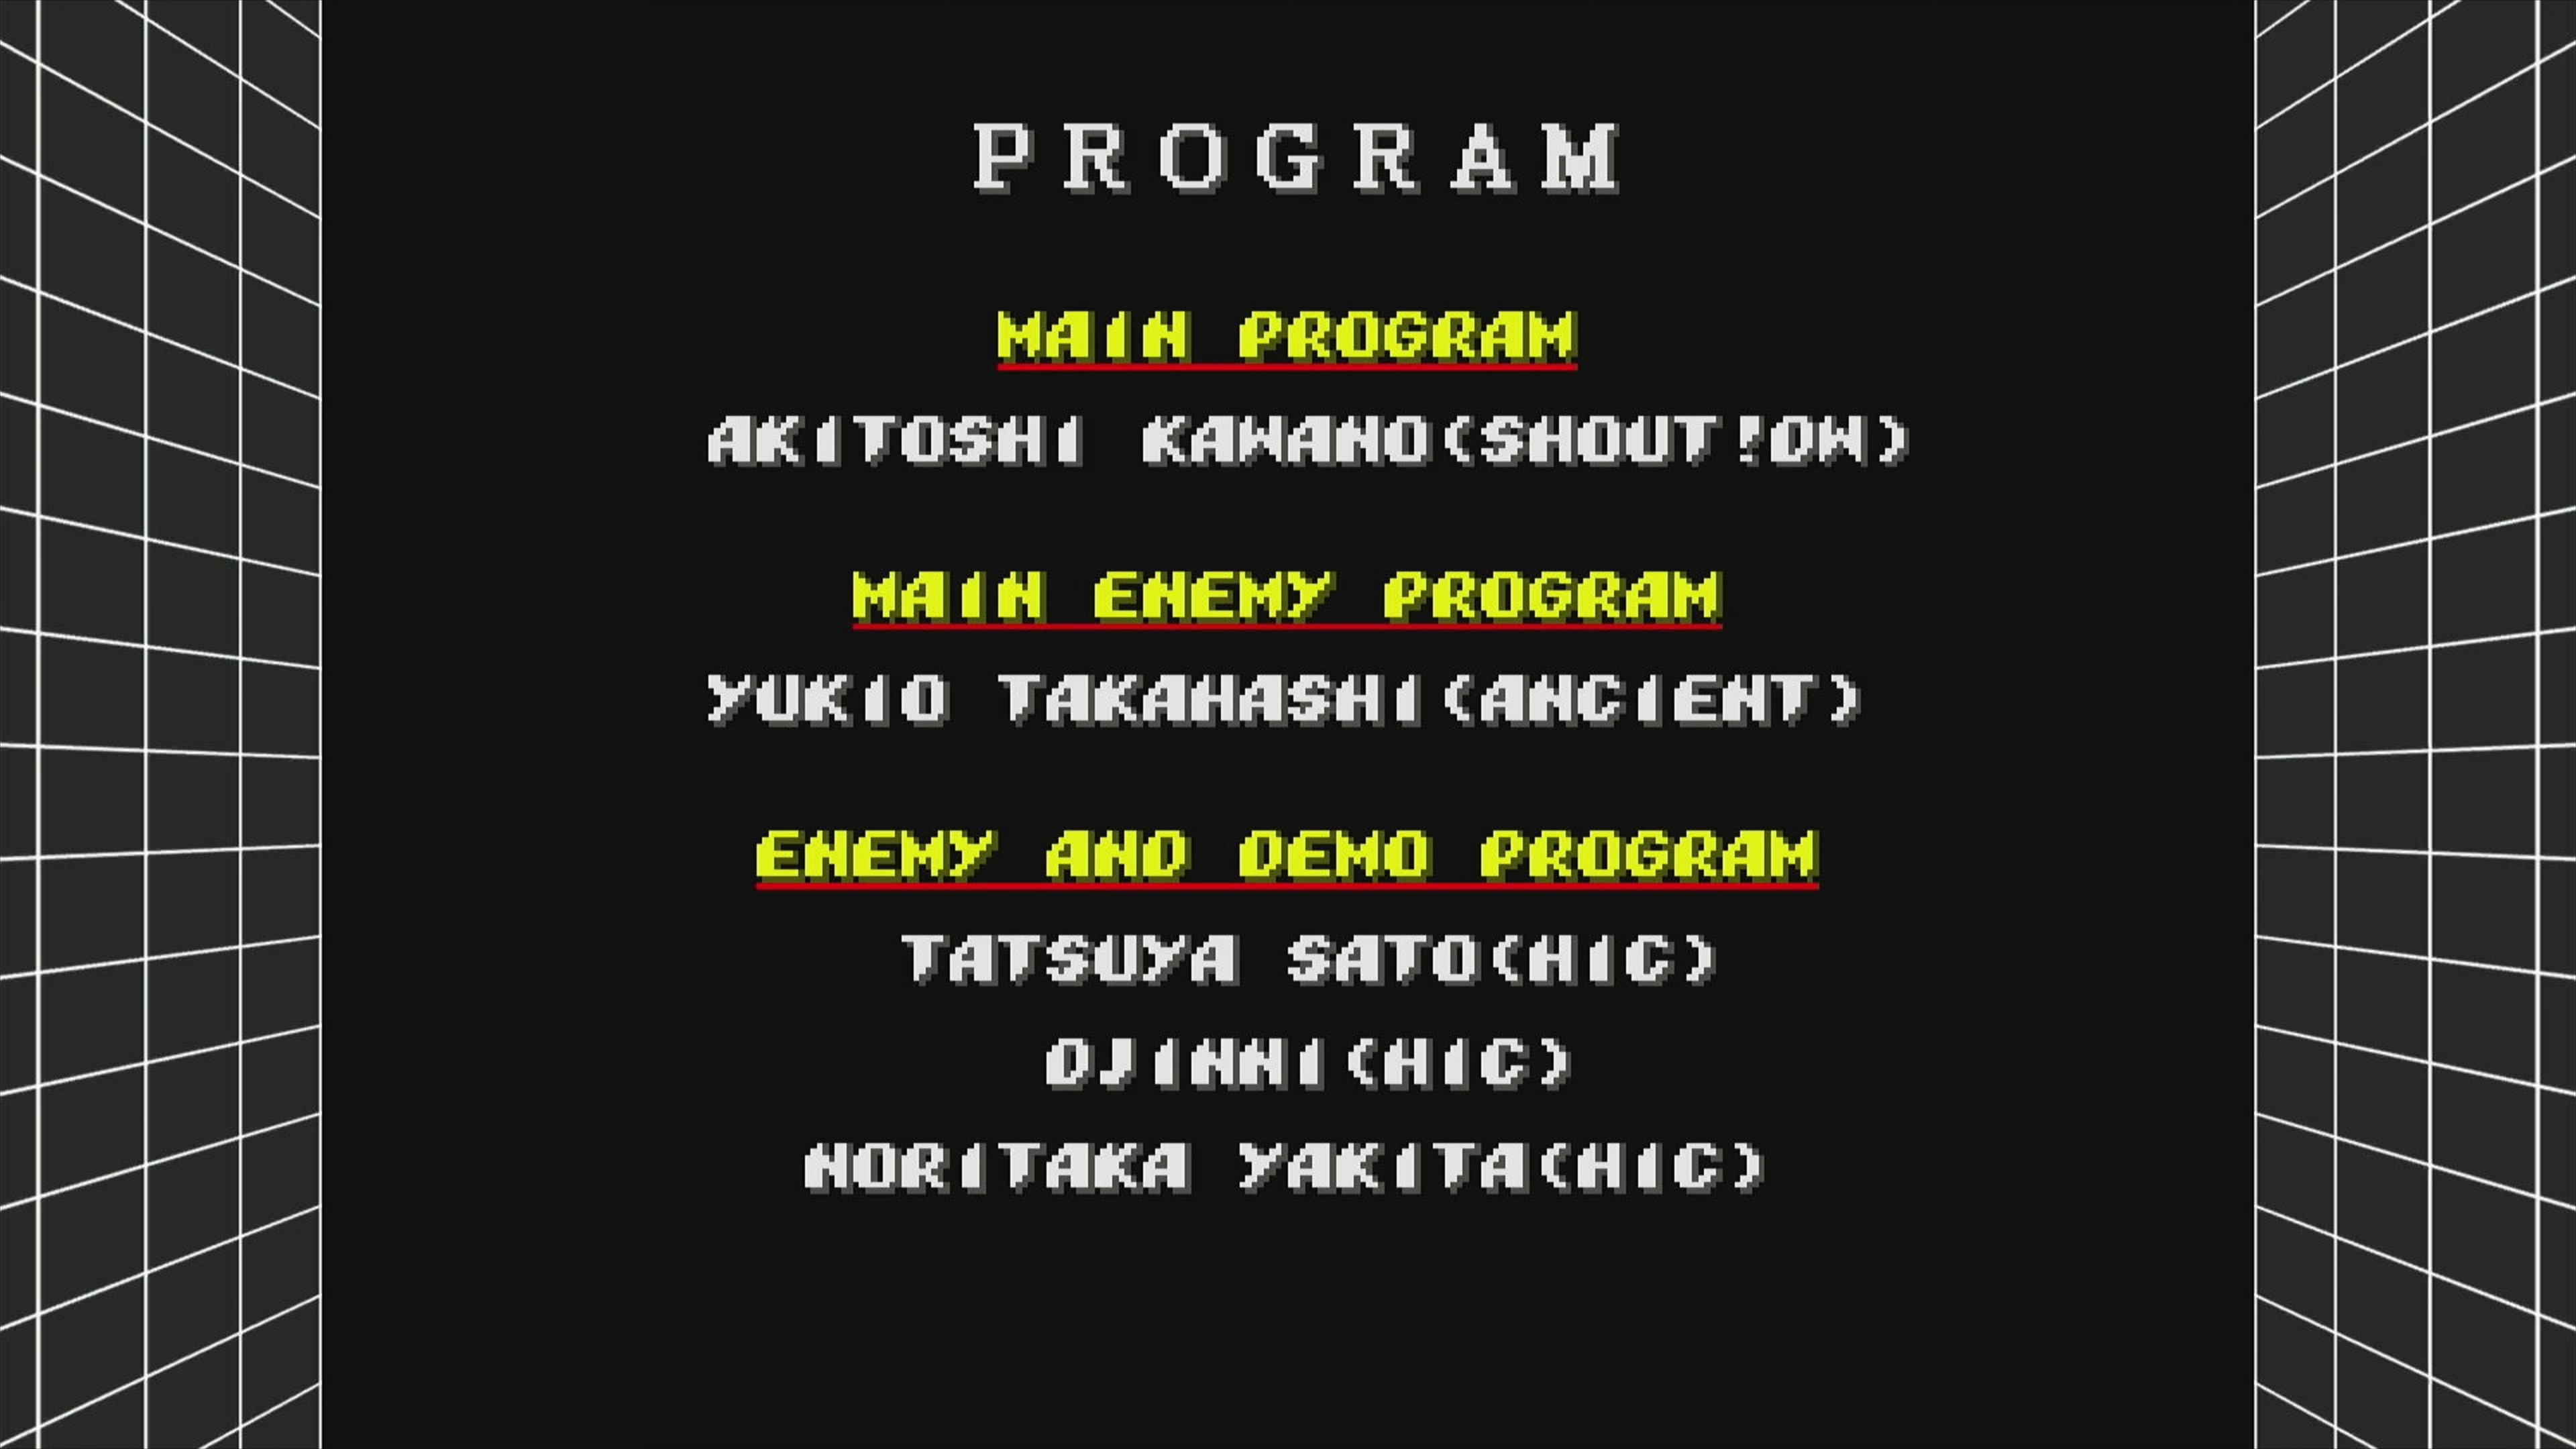 PROGRAM
MAIN PROGRAM
AKITOSHI KAWANO(SHOUT!DW)
MAIN ENEMY PROGRAM
YUKIO TAKAHASHI(ANCIENT)
ENEMY AND DEMO PROGRAM
TATSUYA SATO(HIC)
OJINNI(HIC)
NORITAKA YAKITA(HIC)